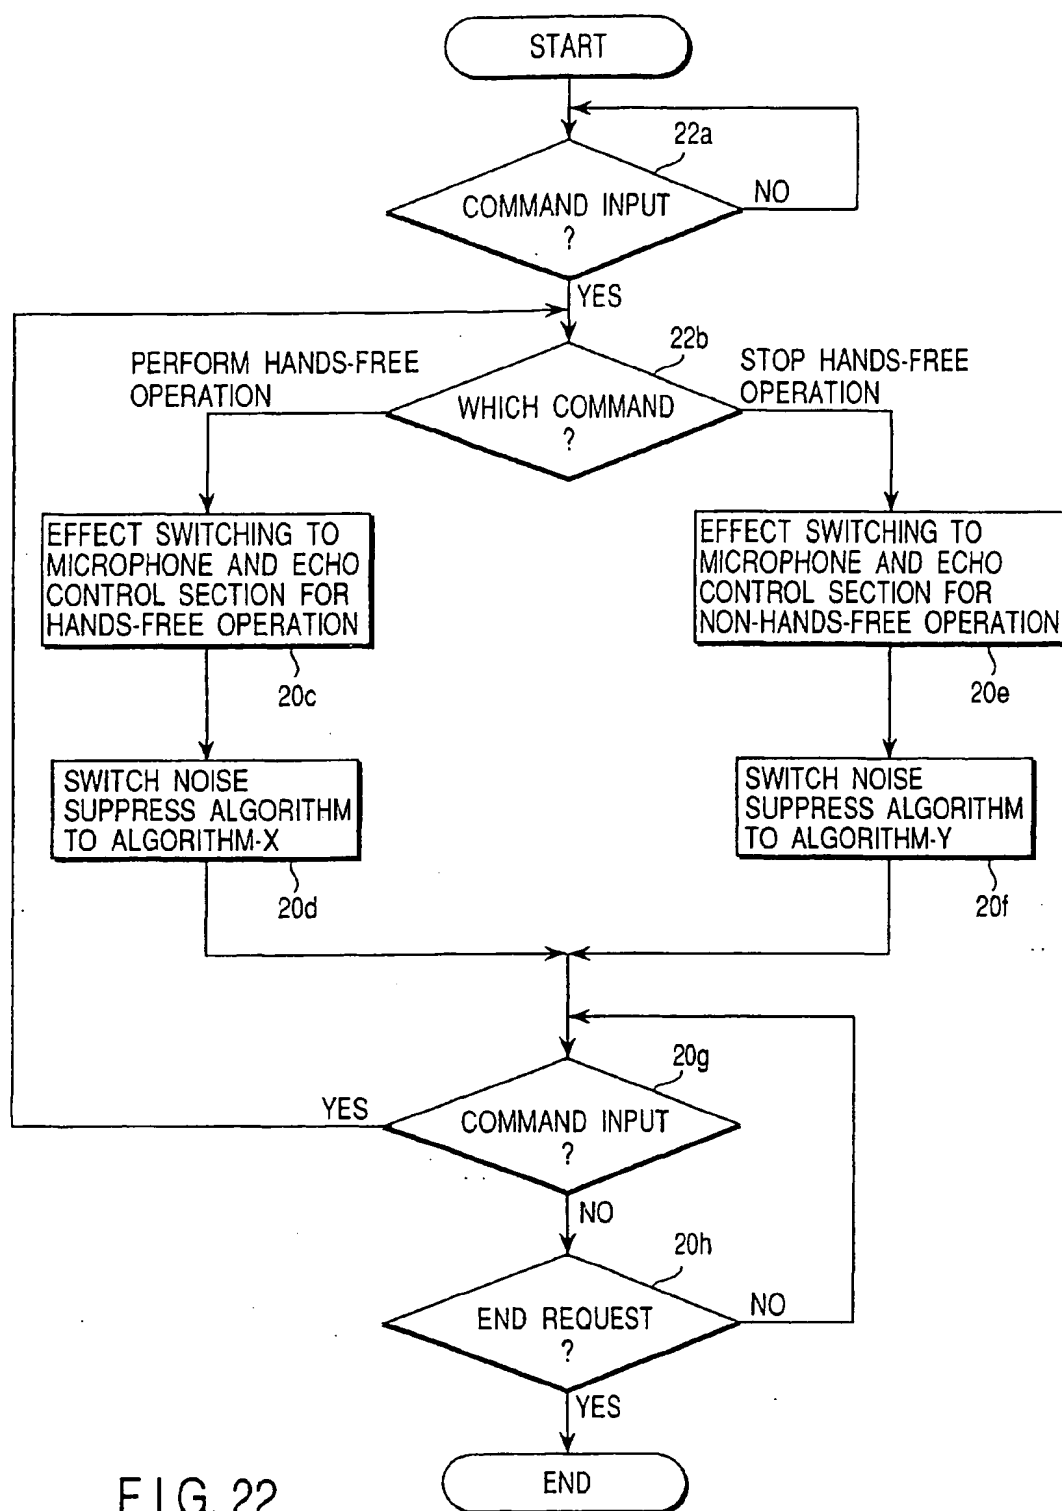 START
22a
COMMAND INPUT
?
NO
YES
22b
PERFORM HANDS-FREE
OPERATION
STOP HANDS-FREE
OPERATION
WHICH COMMAND
?
EFFECT SWITCHING TO
MICROPHONE AND ECHO
CONTROL SECTION FOR
HANDS-FREE OPERATION
20c
EFFECT SWITCHING TO
MICROPHONE AND ECHO
CONTROL SECTION FOR
NON-HANDS-FREE OPERATION
20e
SWITCH NOISE
SUPPRESS ALGORITHM
TO ALGORITHM-X
20d
SWITCH NOISE
SUPPRESS ALGORITHM
TO ALGORITHM-Y
20f
20g
COMMAND INPUT
?
YES
NO
20h
END REQUEST
?
NO
YES
END
FIG. 22